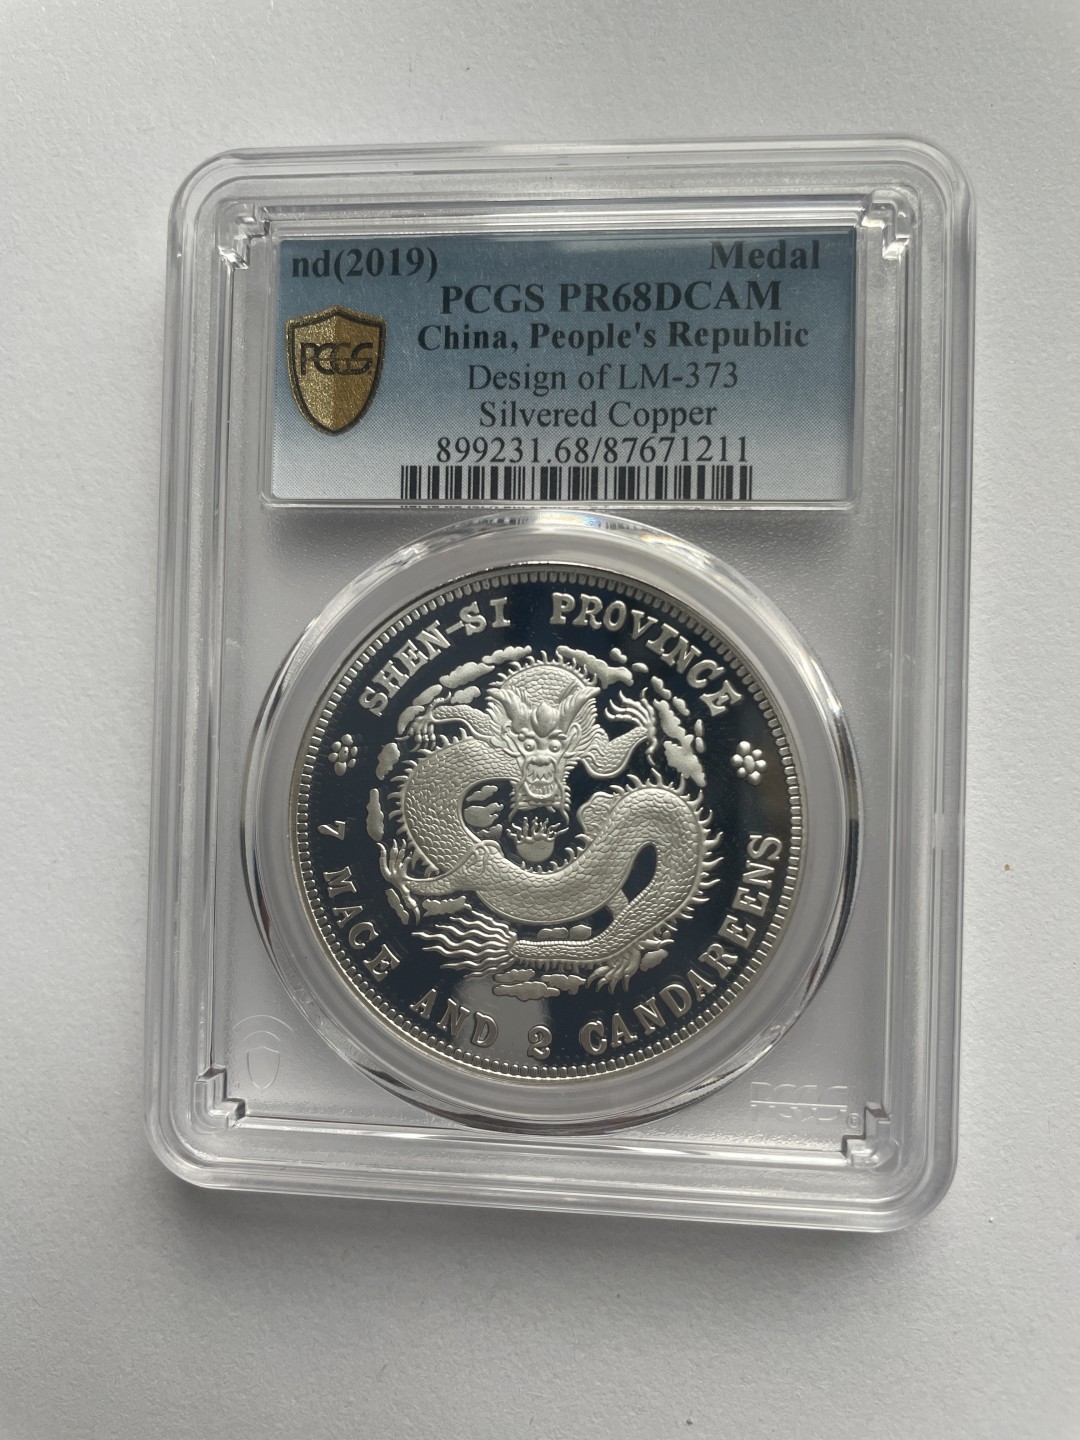 nd(2019) Medal
PCGS PR68DCAM
PCGS
China, People's Republic
Design of LM-373
Silvered Copper
899231.68/87671211
SHEN-SI PROVINCE
7 MACE AND 2 CANDAREENS
PCGS®